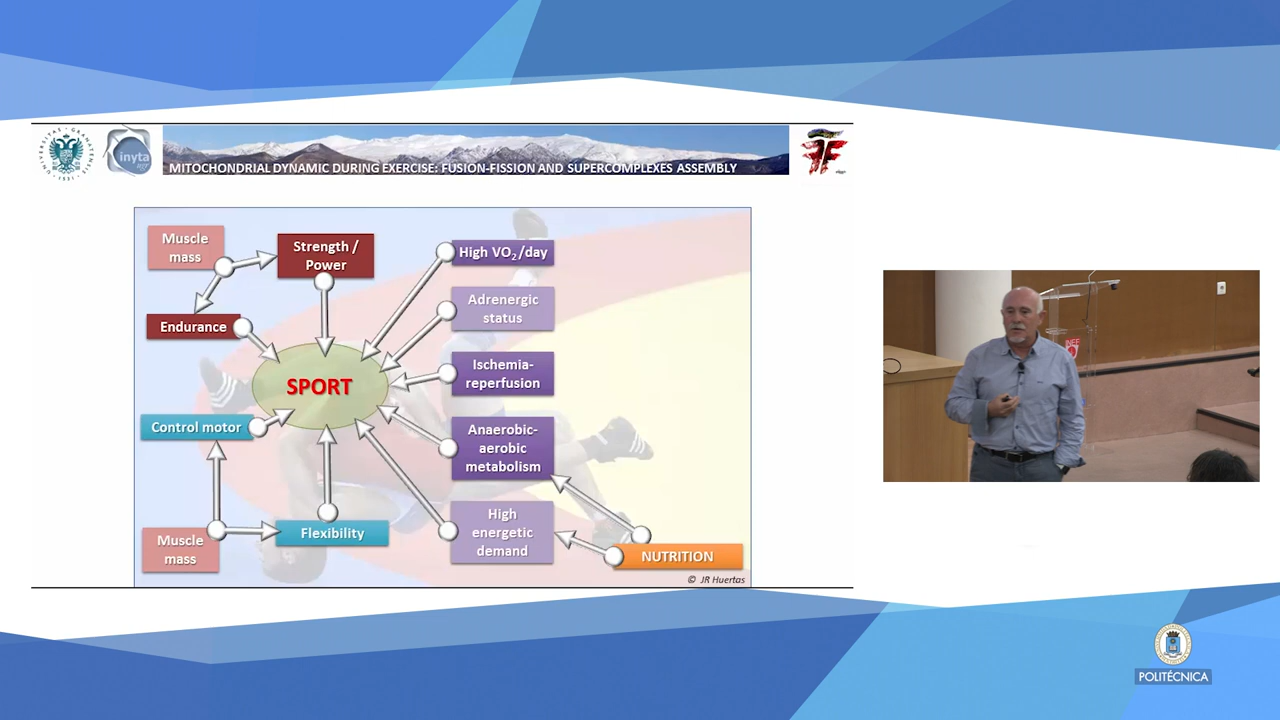 inyta
MITOCHONDRIAL DYNAMIC DURING EXERCISE: FUSION-FISSION AND SUPERCOMPLEXES ASSEMBLY
Muscle
mass
Strength /
Power
Endurance
SPORT
Control motor
Muscle
mass
Flexibility
High VO₂/day
Adrenergic
status
Ischemia-
reperfusion
Anaerobic-
aerobic
metabolism
High
energetic
demand
NUTRITION
© JR Huertas
INEF
POLITÉCNICA